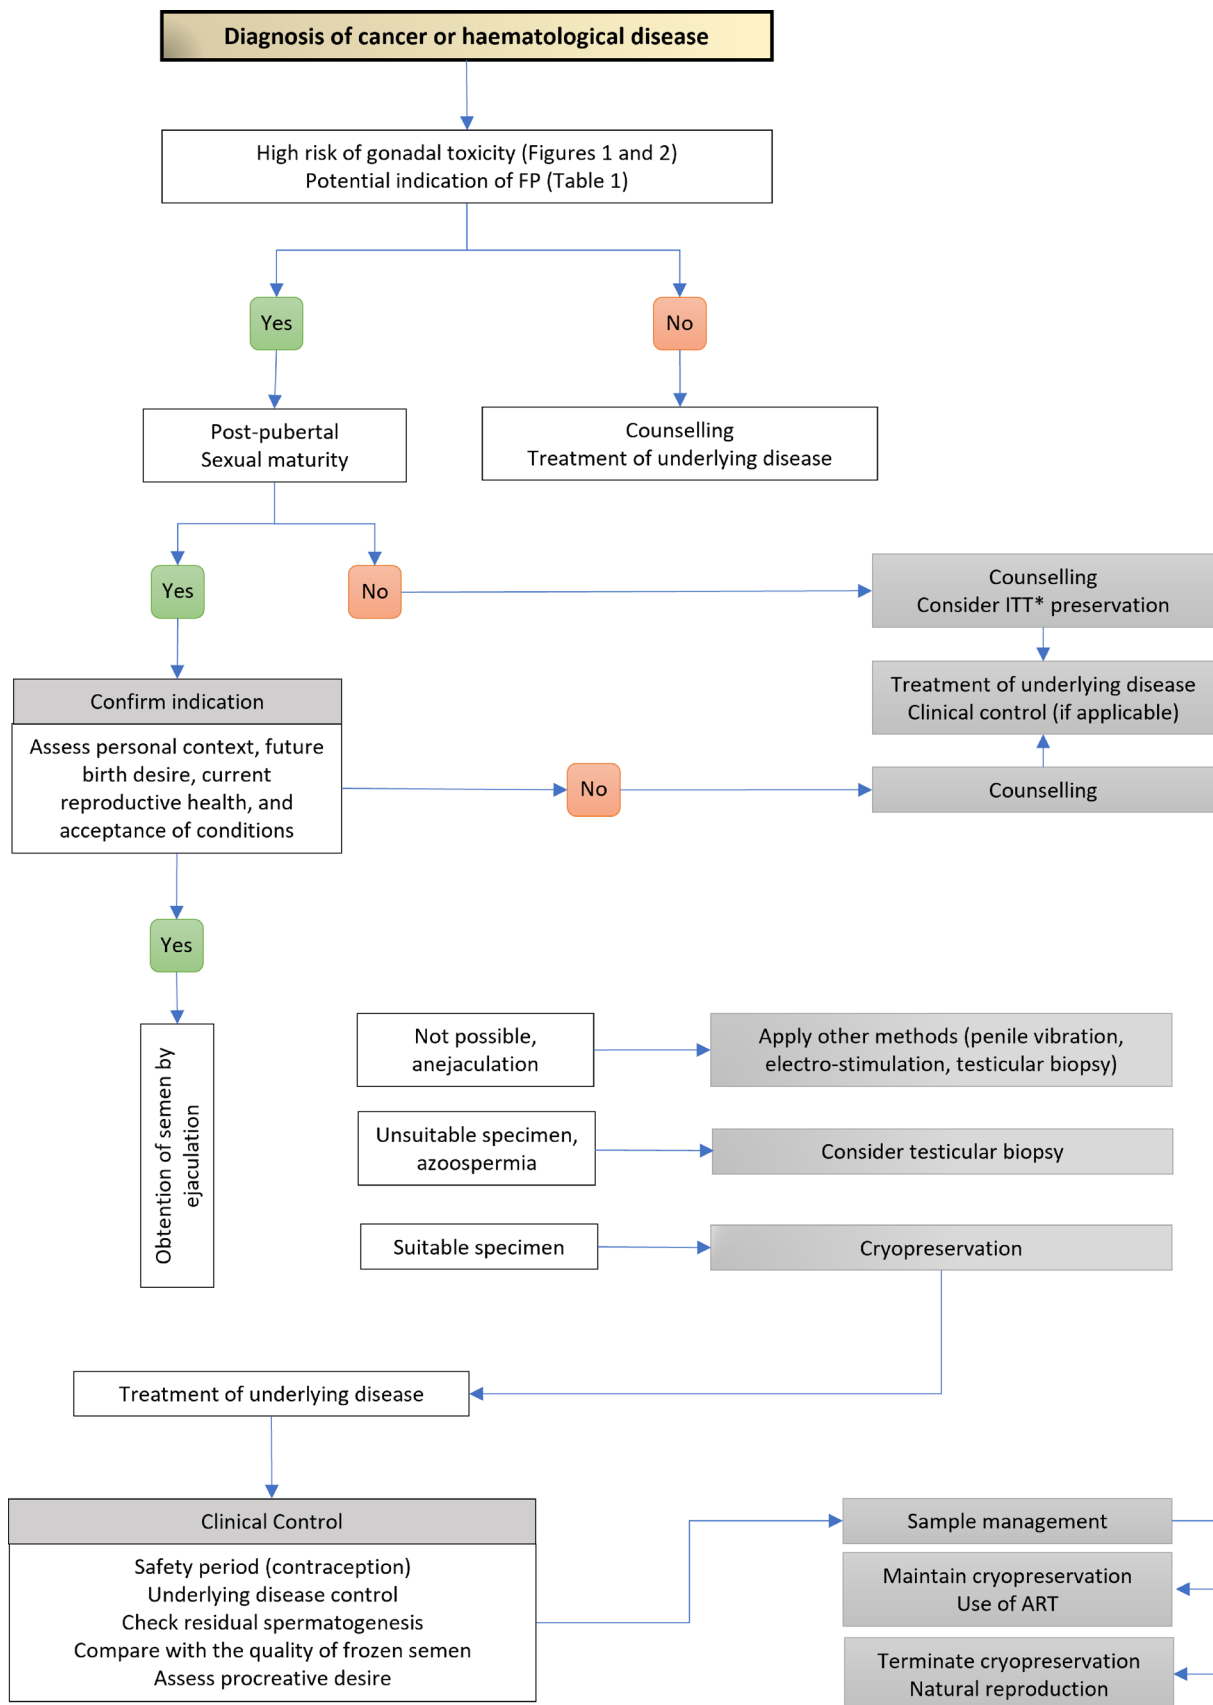 Diagnosis of cancer or haematological disease
High risk of gonadal toxicity (Figures 1 and 2)
Potential indication of FP (Table 1)
Yes
No
Post-pubertal
Sexual maturity
Counselling
Treatment of underlying disease
Yes
No
Counselling
Consider ITT* preservation
Treatment of underlying disease
Clinical control (if applicable)
Confirm indication
Assess personal context, future
birth desire, current
reproductive health, and
acceptance of conditions
No
Counselling
Yes
Obtention of semen by
ejaculation
Not possible,
anejaculation
Apply other methods (penile vibration,
electro-stimulation, testicular biopsy)
Unsuitable specimen,
azoospermia
Consider testicular biopsy
Suitable specimen
Cryopreservation
Treatment of underlying disease
Clinical Control
Safety period (contraception)
Underlying disease control
Check residual spermatogenesis
Compare with the quality of frozen semen
Assess procreative desire
Sample management
Maintain cryopreservation
Use of ART
Terminate cryopreservation
Natural reproduction